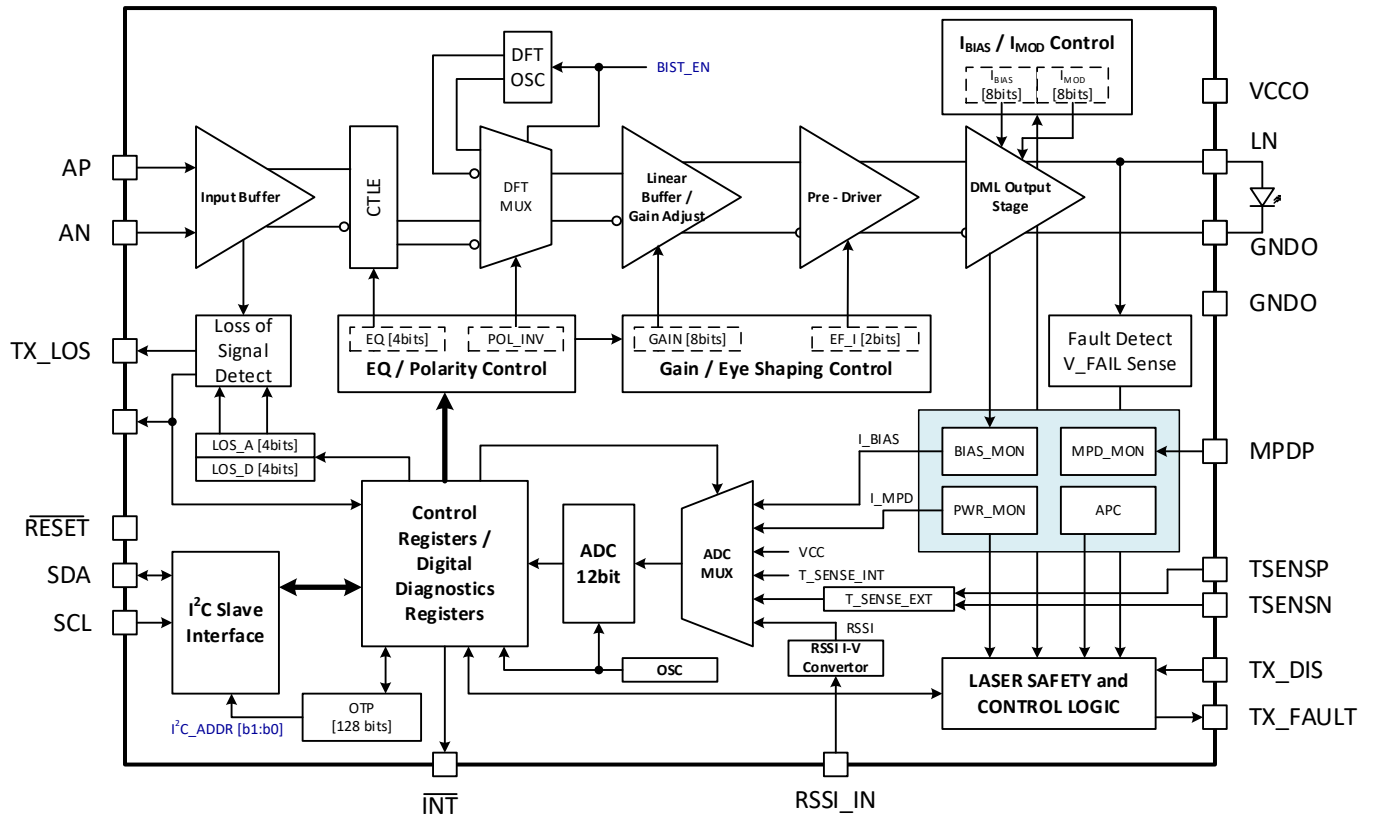 DFT
OSC
BIST_EN
I_BIAS / I_MOD Control
I_BIAS
[8bits]
I_MOD
[8bits]
VCCO
LN
AP
AN
Input Buffer
CTLE
DFT
MUX
Linear
Buffer /
Gain Adjust
Pre - Driver
DML Output
Stage
GNDO
GNDO
TX_LOS
Loss of
Signal
Detect
EQ [4bits]
POL_INV
EQ / Polarity Control
GAIN [8bits]
EF_I [2bits]
Gain / Eye Shaping Control
Fault Detect
V_FAIL Sense
LOS_A [4bits]
LOS_D [4bits]
I_BIAS
BIAS_MON
MPD_MON
MPDP
I_MPD
PWR_MON
APC
RESET
SDA
SCL
I²C Slave
Interface
Control
Registers /
Digital
Diagnostics
Registers
ADC
12bit
ADC
MUX
VCC
T_SENSE_INT
T_SENSE_EXT
TSENSP
TSENSN
RSSI
RSSI I-V
Convertor
OSC
LASER SAFETY and
CONTROL LOGIC
TX_DIS
TX_FAULT
I²C_ADDR [b1:b0]
OTP
[128 bits]
INT
RSSI_IN